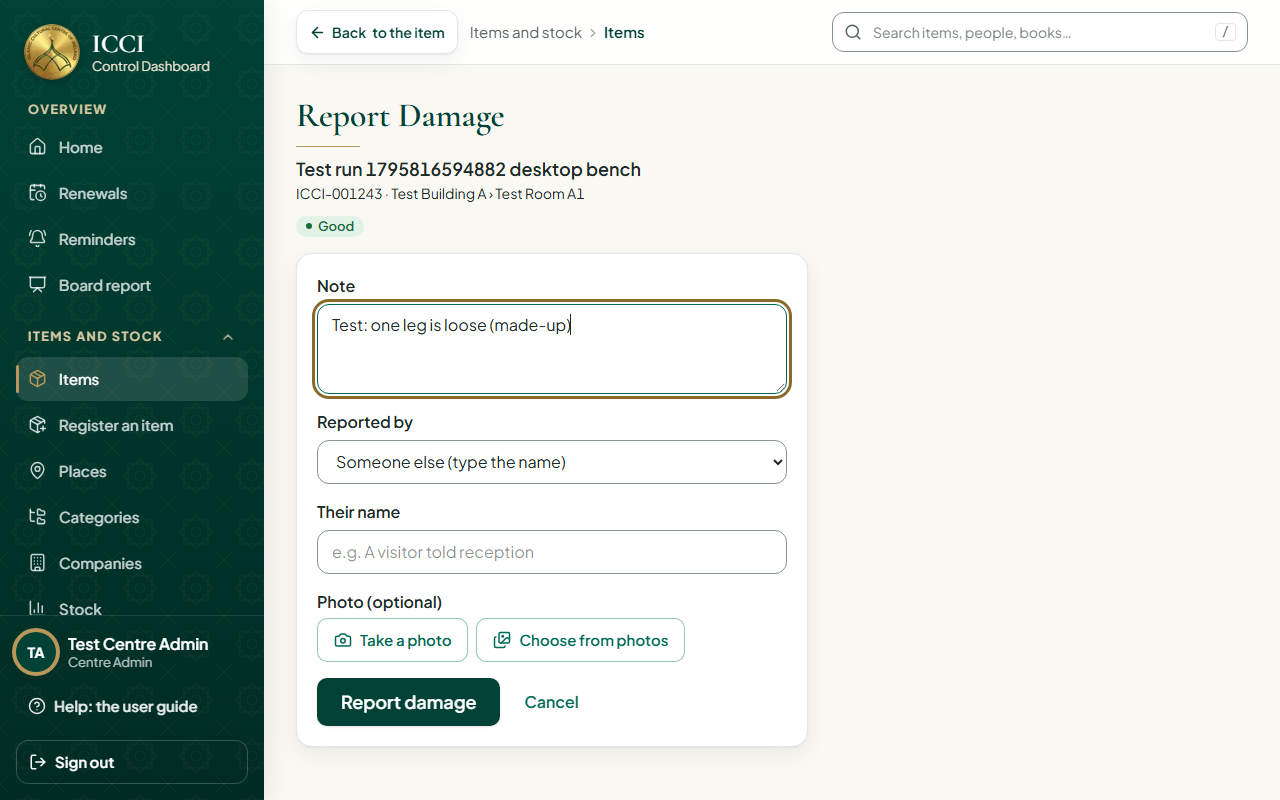 ICCI
Control Dashboard
OVERVIEW
Home
Renewals
Reminders
Board report
ITEMS AND STOCK
Items
Register an item
Places
Categories
Companies
Stock
TA
Test Centre Admin
Centre Admin
Help: the user guide
Sign out
Back to the item
Items and stock › Items
Search items, people, books…
/
Report Damage
Test run 1795816594882 desktop bench
ICCI-001243 · Test Building A › Test Room A1
Good
Note
Test: one leg is loose (made-up)
Reported by
Someone else (type the name)
Their name
e.g. A visitor told reception
Photo (optional)
Take a photo
Choose from photos
Report damage
Cancel